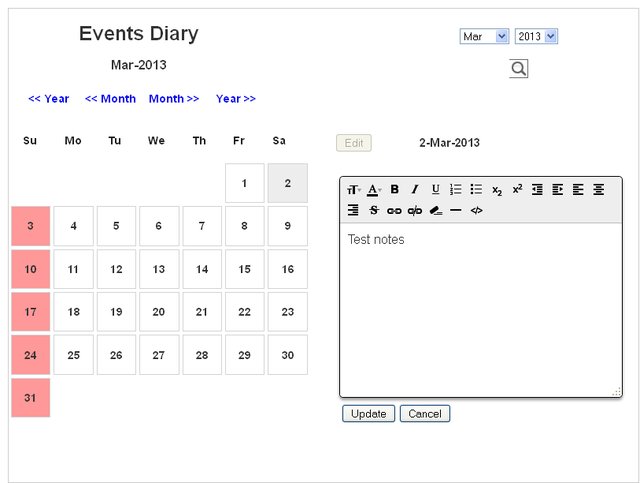 Events Diary
Mar 2013
Mar-2013
<< Year << Month Month >> Year >>
Su Mo Tu We Th Fr Sa
Edit 2-Mar-2013
1 2
3 4 5 6 7 8 9
10 11 12 13 14 15 16
17 18 19 20 21 22 23
24 25 26 27 28 29 30
31
T A B I U x2 x2
S </>
Test notes
Update Cancel